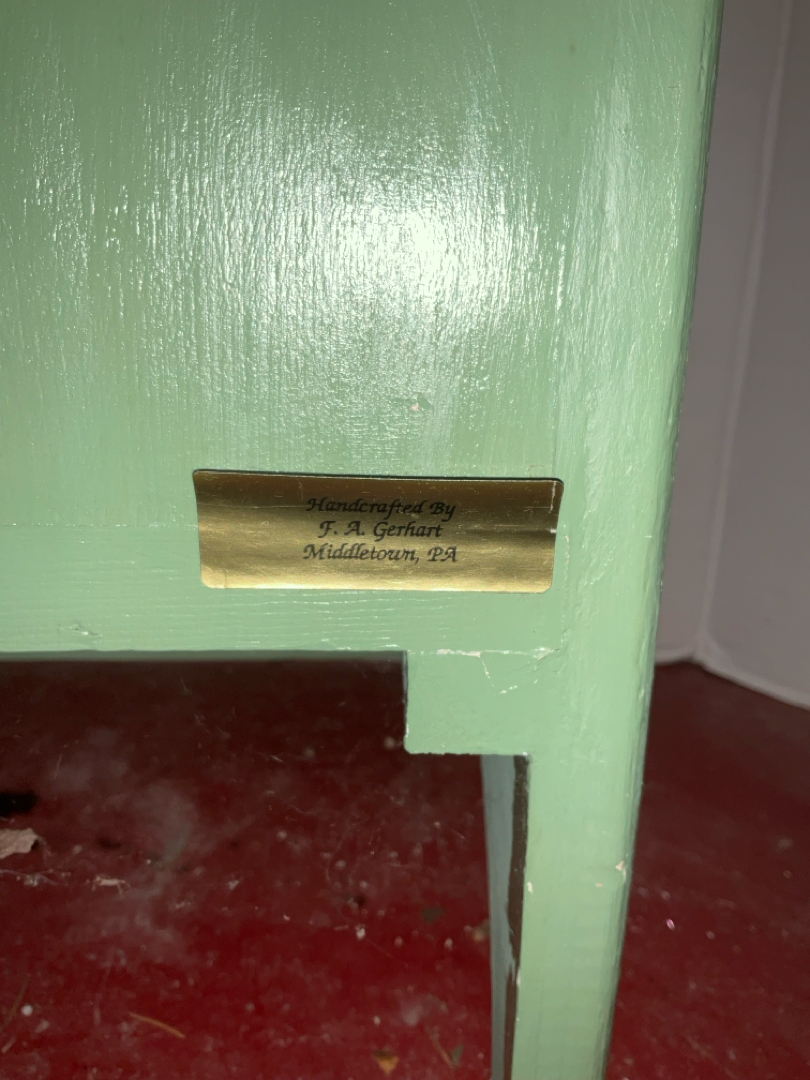 Handcrafted By
F. A. Gerhart
Middletown, PA